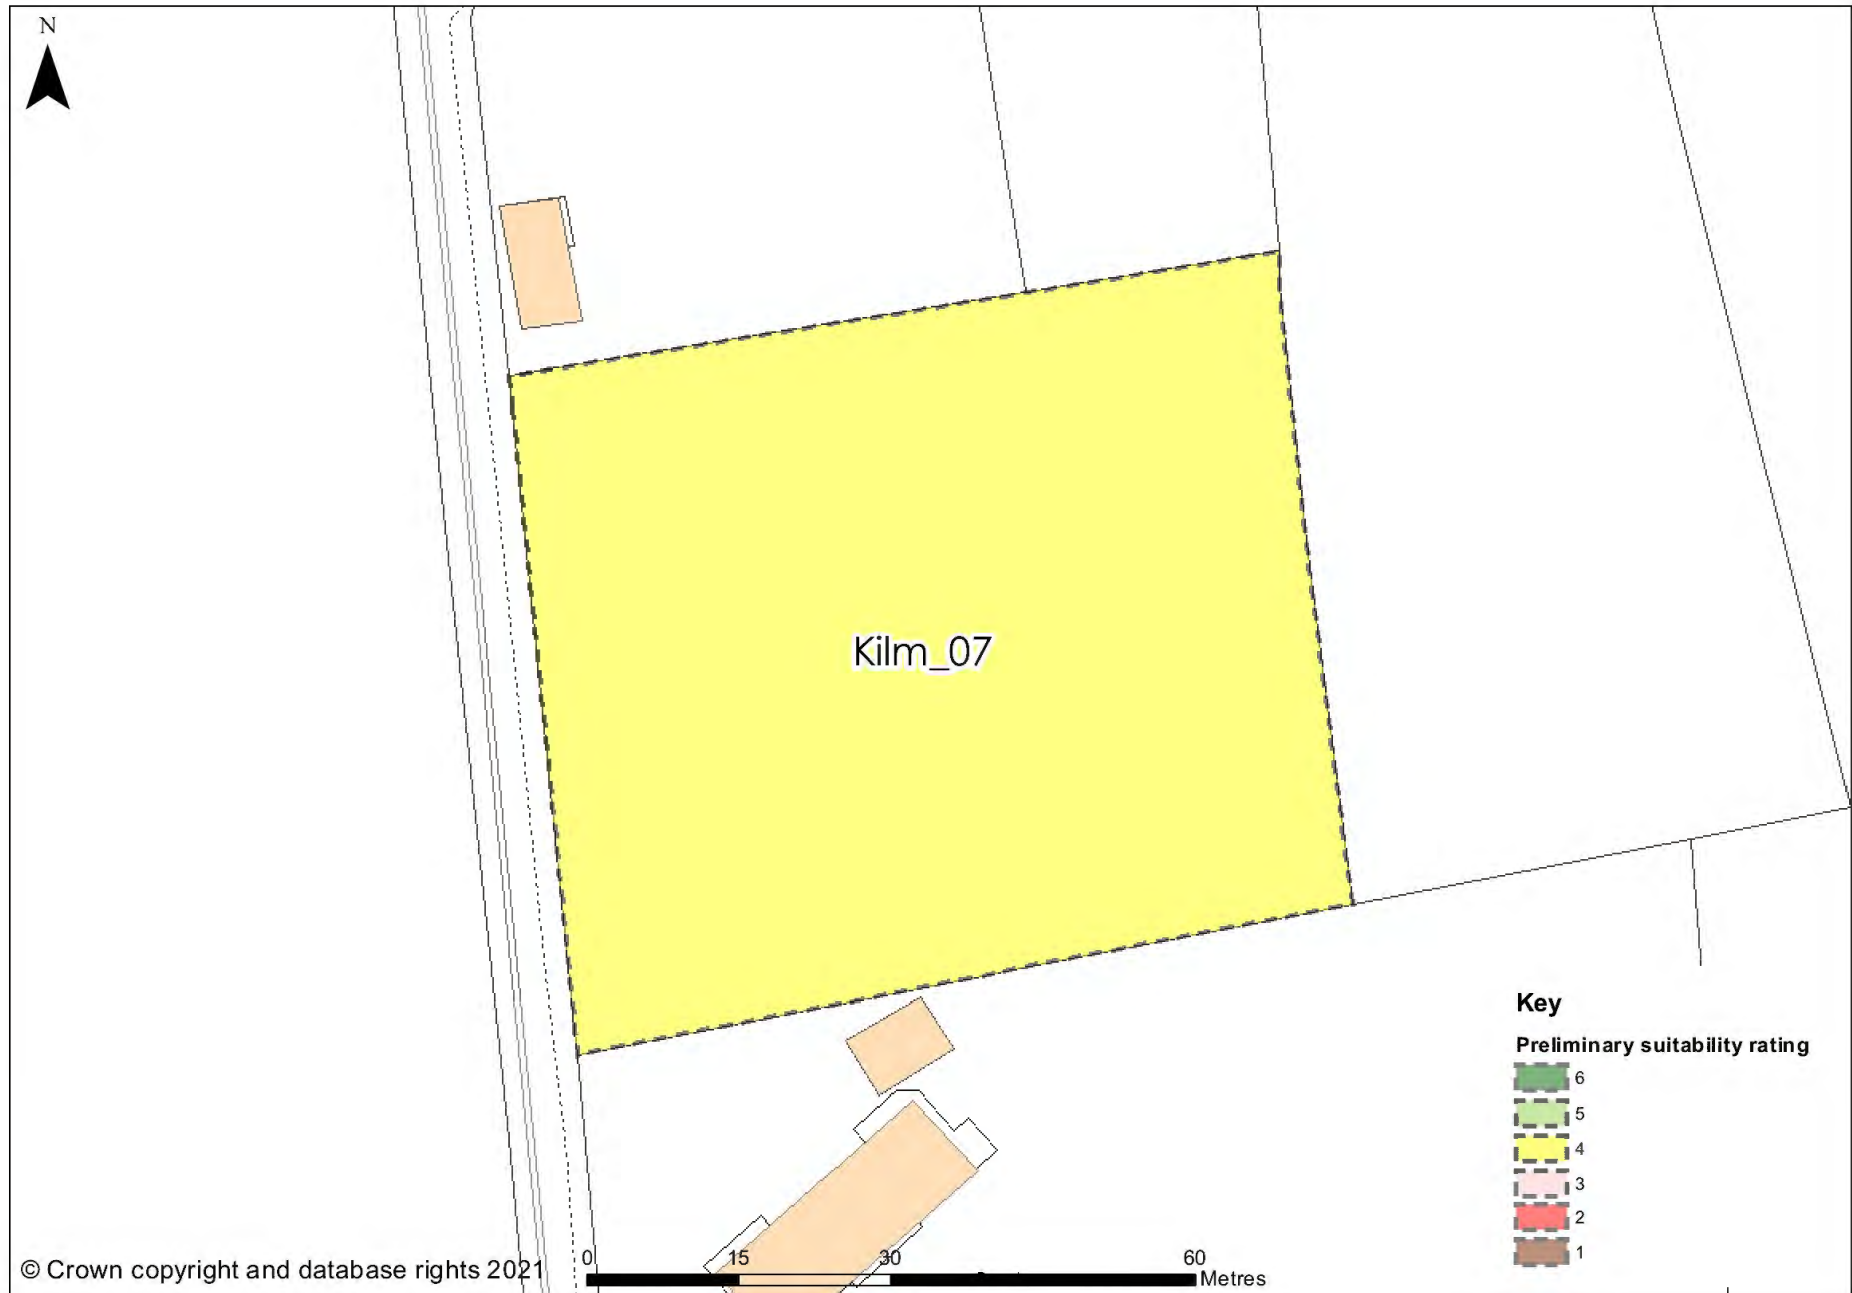 N
Kilm_07
Key
Preliminary suitability rating
6
5
4
3
2
1
© Crown copyright and database rights 2021
0 15 30 60
Metres